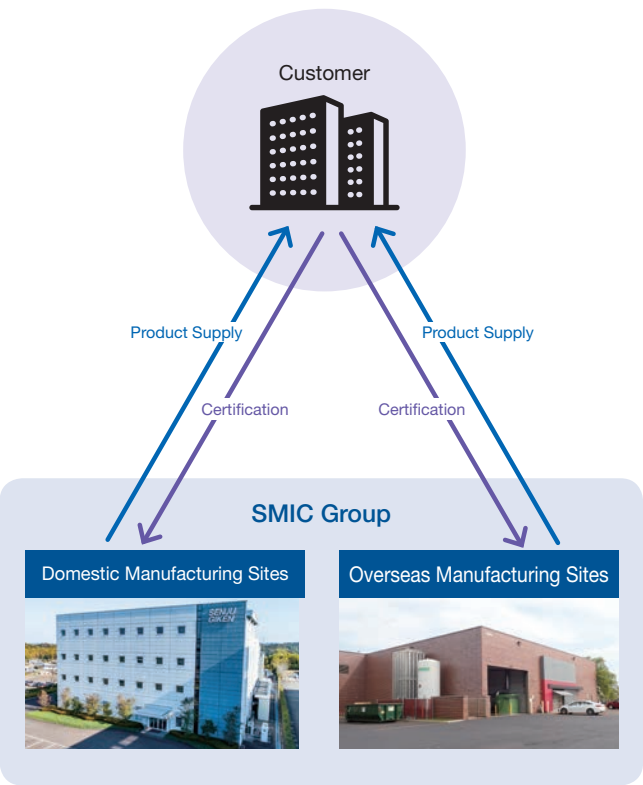 Customer
Product Supply
Product Supply
Certification
Certification
SMIC Group
Domestic Manufacturing Sites
Overseas Manufacturing Sites
SENJU
GIKEN